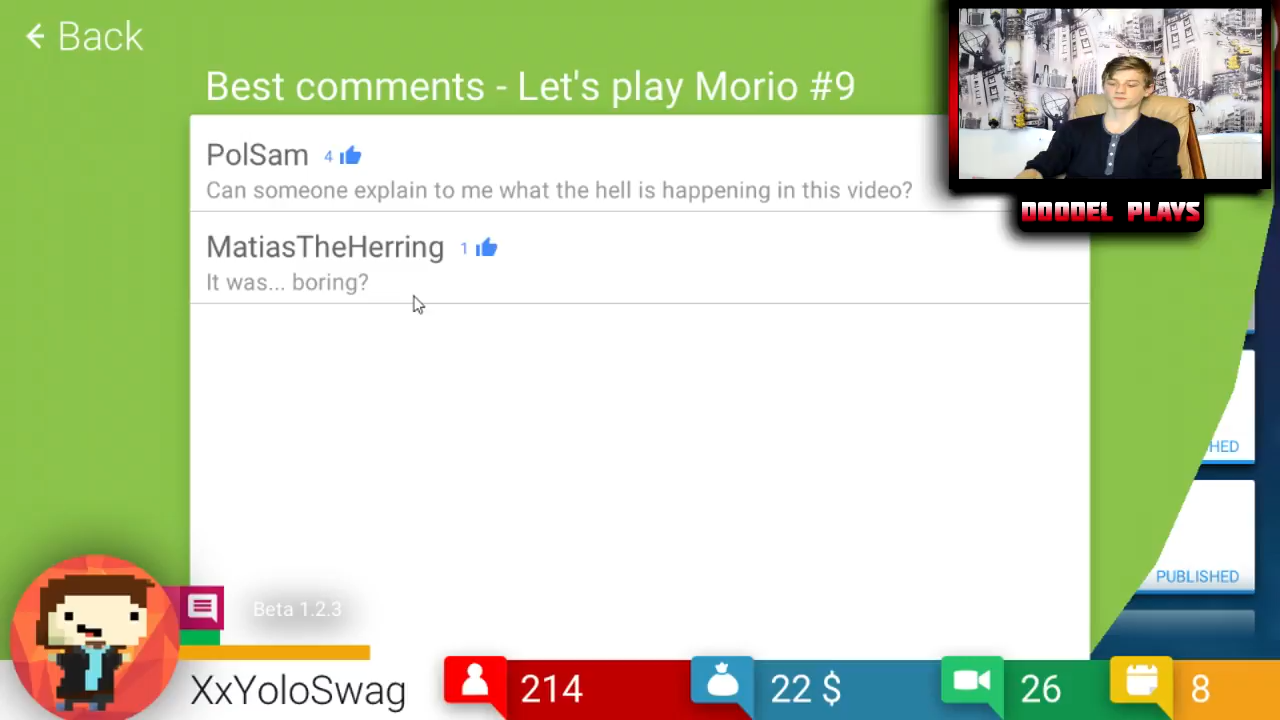 Back
Best comments - Let's play Morio #9
PolSam 4
Can someone explain to me what the hell is happening in this video?
MatiasTheHerring 1
It was... boring?
DOODEL PLAYS
HED
PUBLISHED
Beta 1.2.3
XxYoloSwag 214 22 $ 26 8